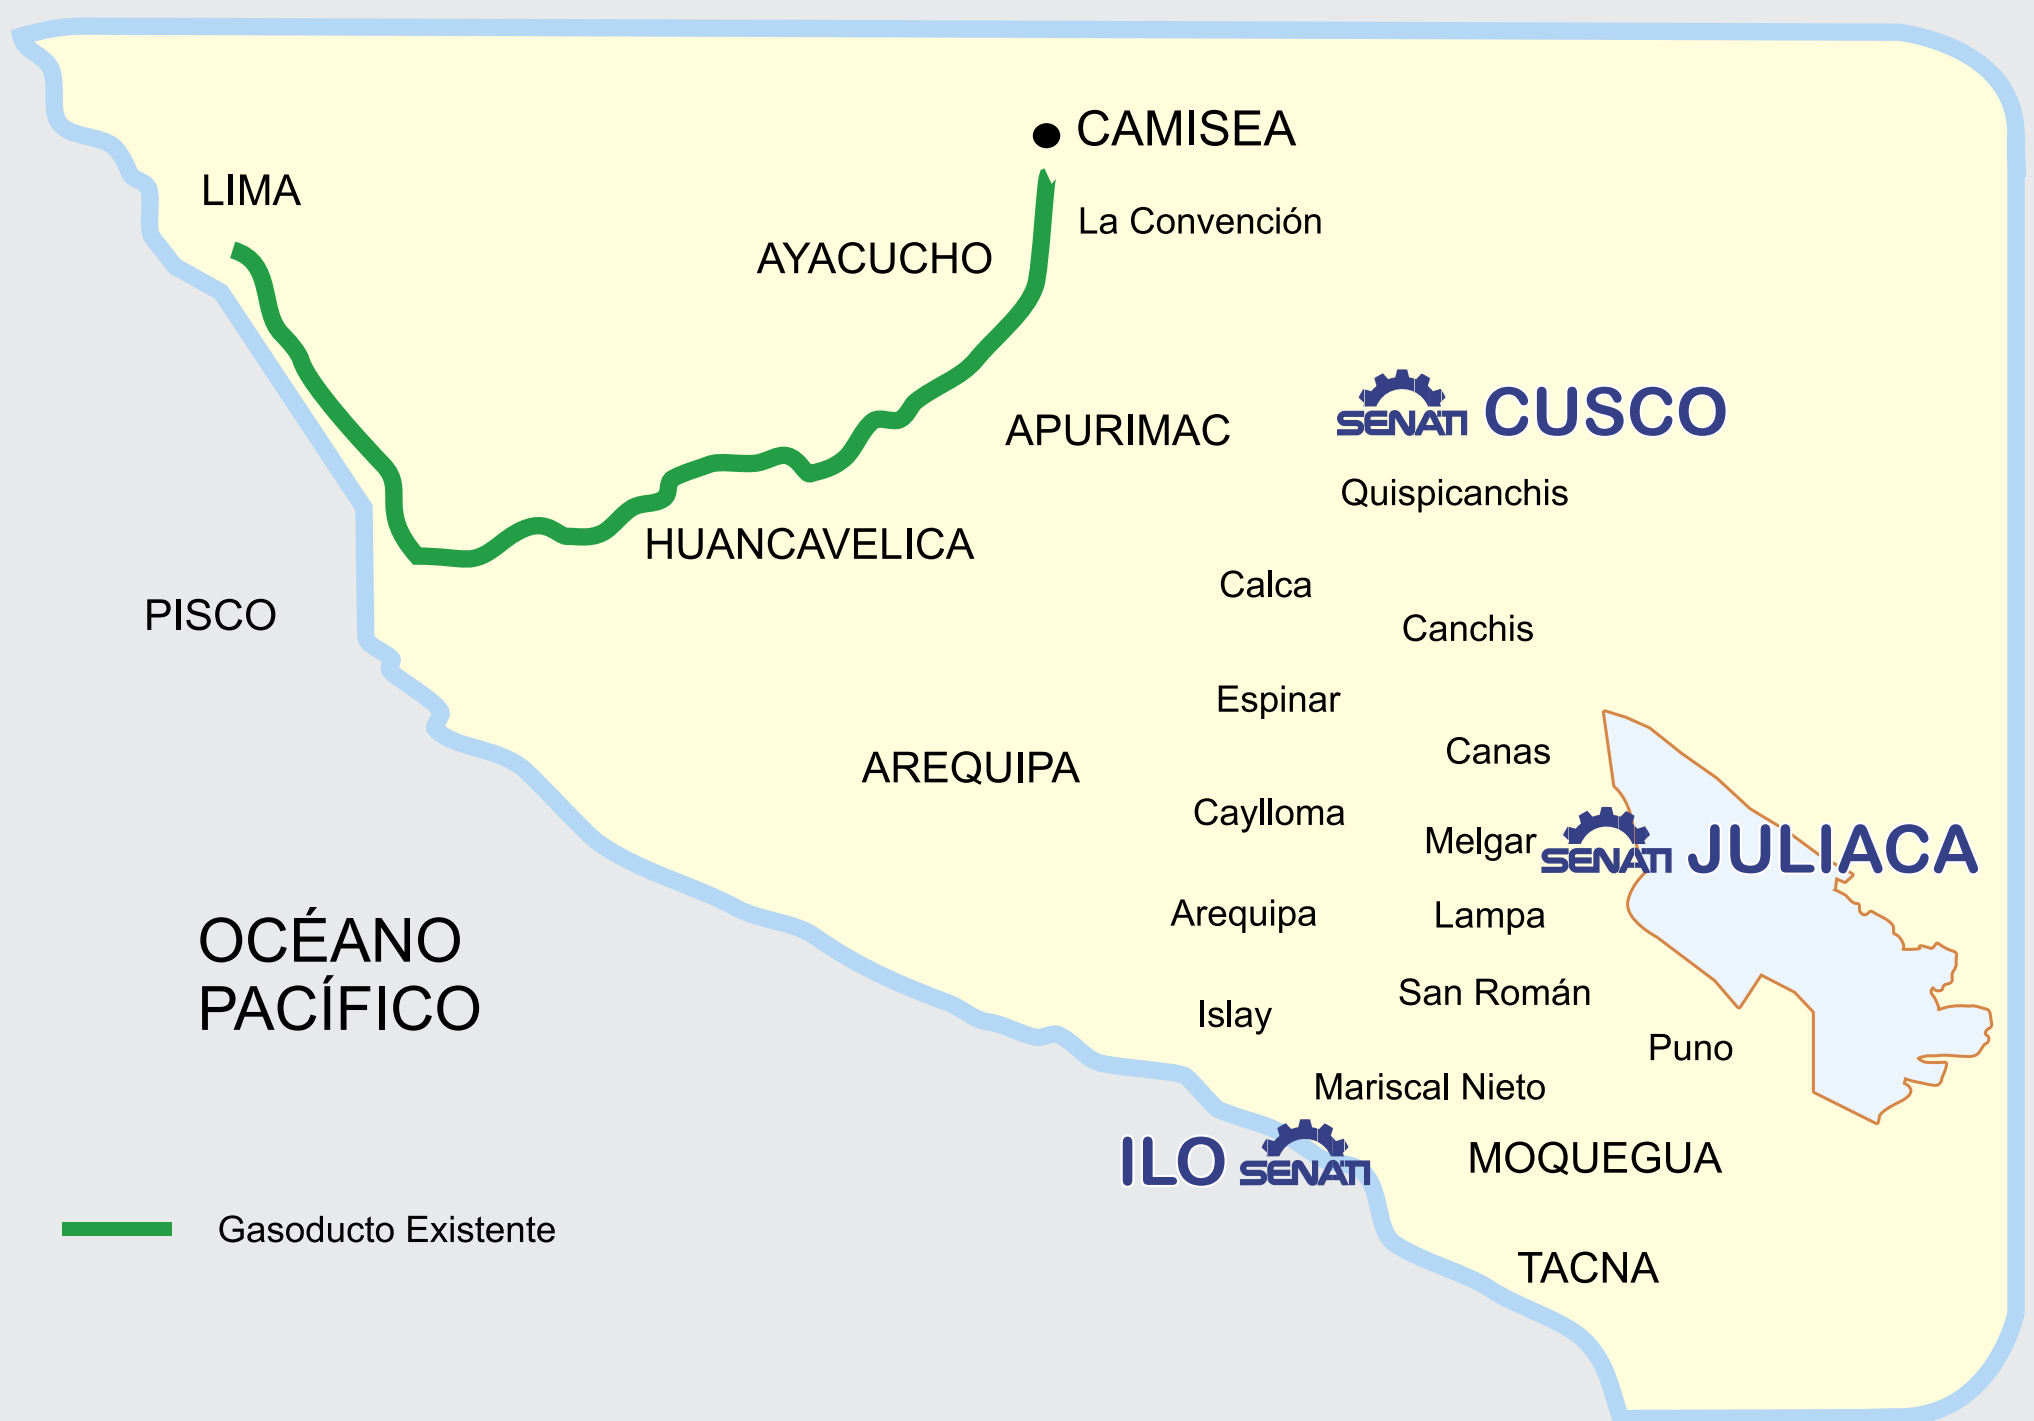 CAMISEA
LIMA
La Convención
AYACUCHO
SENATI CUSCO
APURIMAC
Quispicanchis
HUANCAVELICA
Calca
PISCO
Canchis
Espinar
Canas
AREQUIPA
Caylloma
Melgar
SENATI JULIACA
Arequipa
Lampa
OCÉANO
PACÍFICO
San Román
Islay
Puno
Mariscal Nieto
ILO SENATI
MOQUEGUA
Gasoducto Existente
TACNA